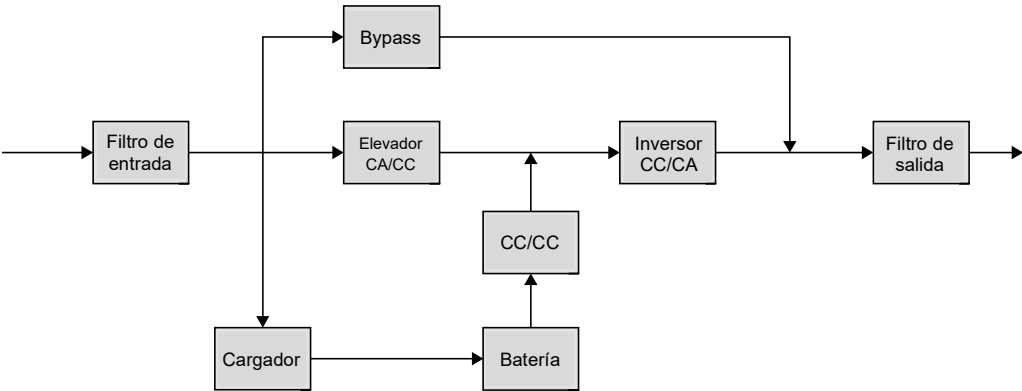 Bypass
Filtro de
entrada
Elevador
CA/CC
Inversor
CC/CA
Filtro de
salida
CC/CC
Cargador
Batería